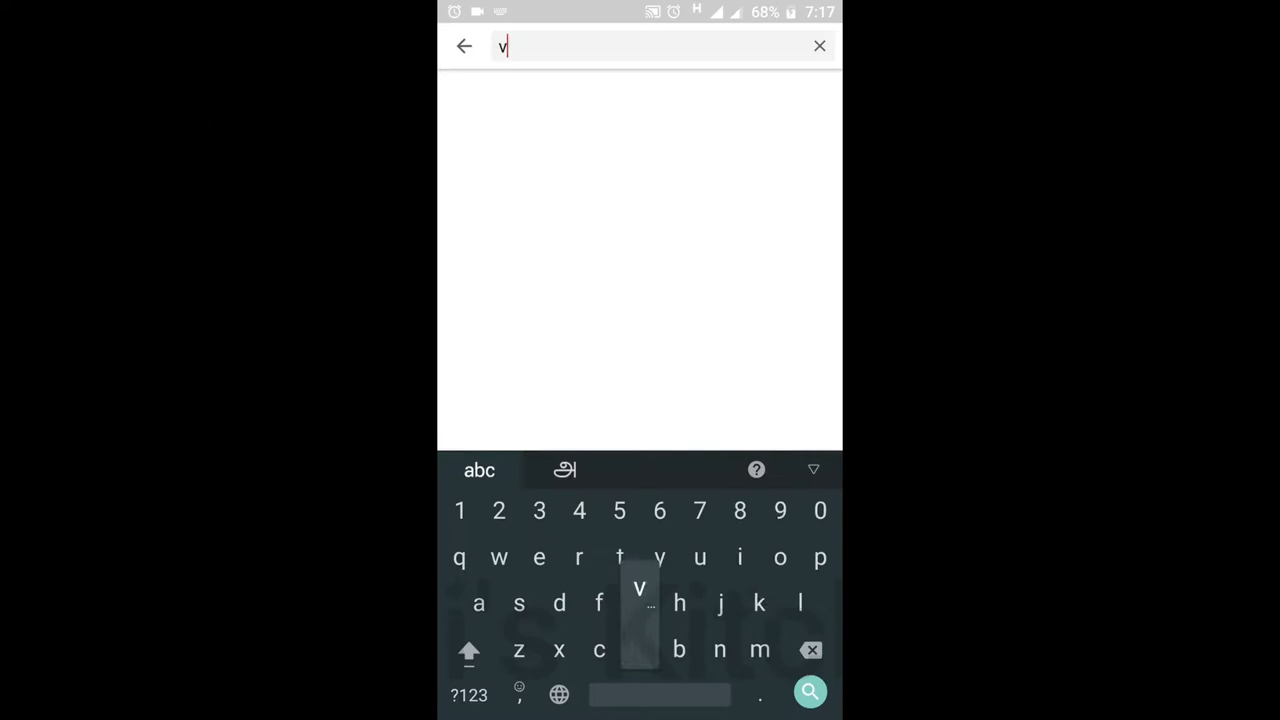 H 68% 7:17
v
abc அ ?
1 2 3 4 5 6 7 8 9 0
q w e r t y u i o p
v
a s d f h j k l
z x c b n m
?123 , .